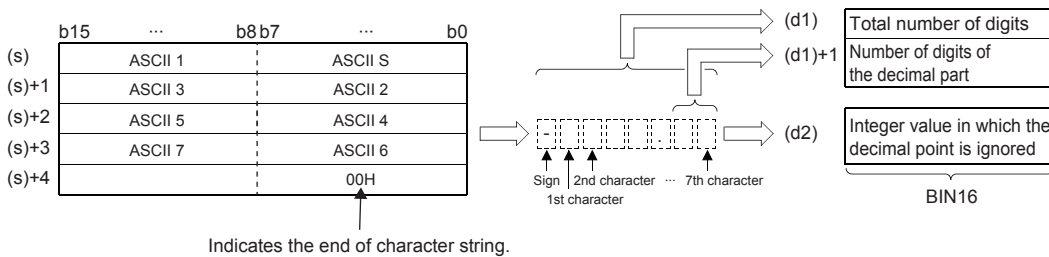 b15 ... b8 b7 ... b0
(s) ASCII 1 ASCII S
(s)+1 ASCII 3 ASCII 2
(s)+2 ASCII 5 ASCII 4
(s)+3 ASCII 7 ASCII 6
(s)+4 00H
Indicates the end of character string.
- .
Sign 2nd character ... 7th character
1st character
(d1) Total number of digits
(d1)+1 Number of digits of
the decimal part
(d2) Integer value in which the
decimal point is ignored
BIN16